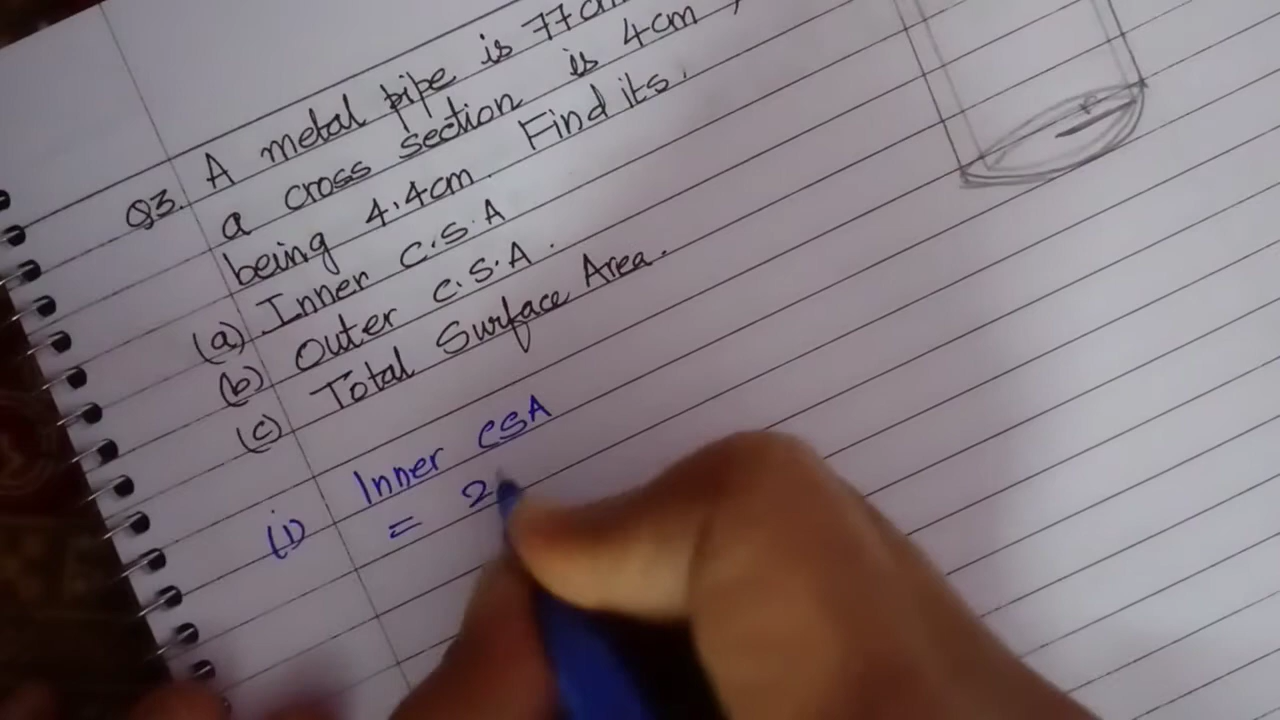 Q3. A metal pipe is 77cm
a cross section is 4cm,
being 4.4cm. Find its.
(a) Inner C.S.A
(b) Outer C.S.A.
(c) Total Surface Area.
(i) Inner CSA
= 2
r